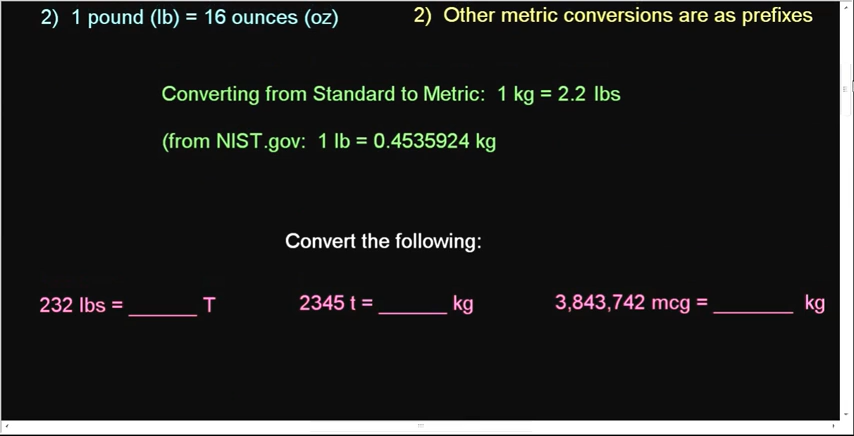 2)  1 pound (lb) = 16 ounces (oz)
2)  Other metric conversions are as prefixes
Converting from Standard to Metric:  1 kg = 2.2 lbs
(from NIST.gov:  1 lb = 0.4535924 kg
Convert the following:
232 lbs = ______ T
2345 t = ______ kg
3,843,742 mcg = _______ kg